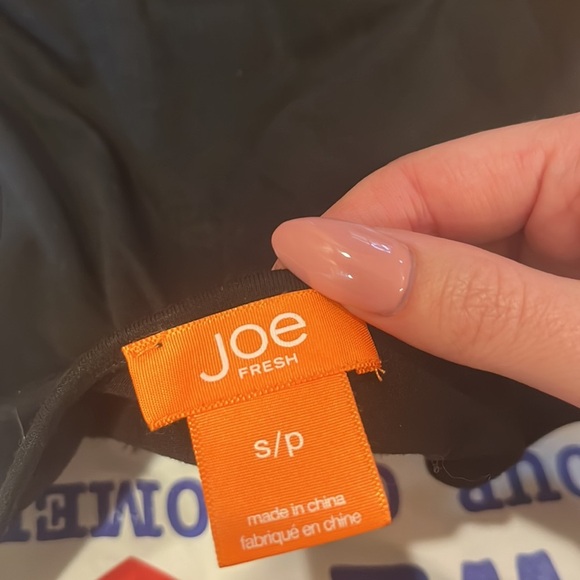 Joe
FRESH
s/p
made in china
fabriqué en chine